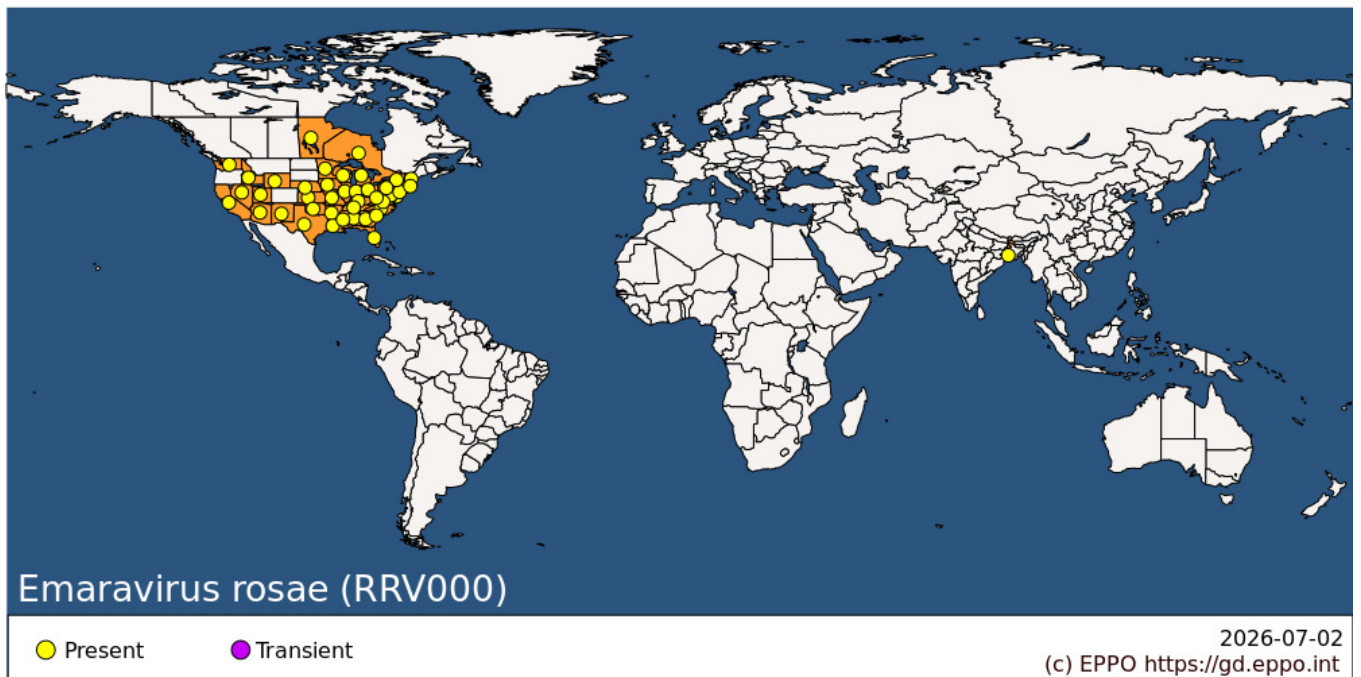 Emaravirus rosae (RRV000)
Present
Transient
2026-07-02
(c) EPPO https://gd.eppo.int